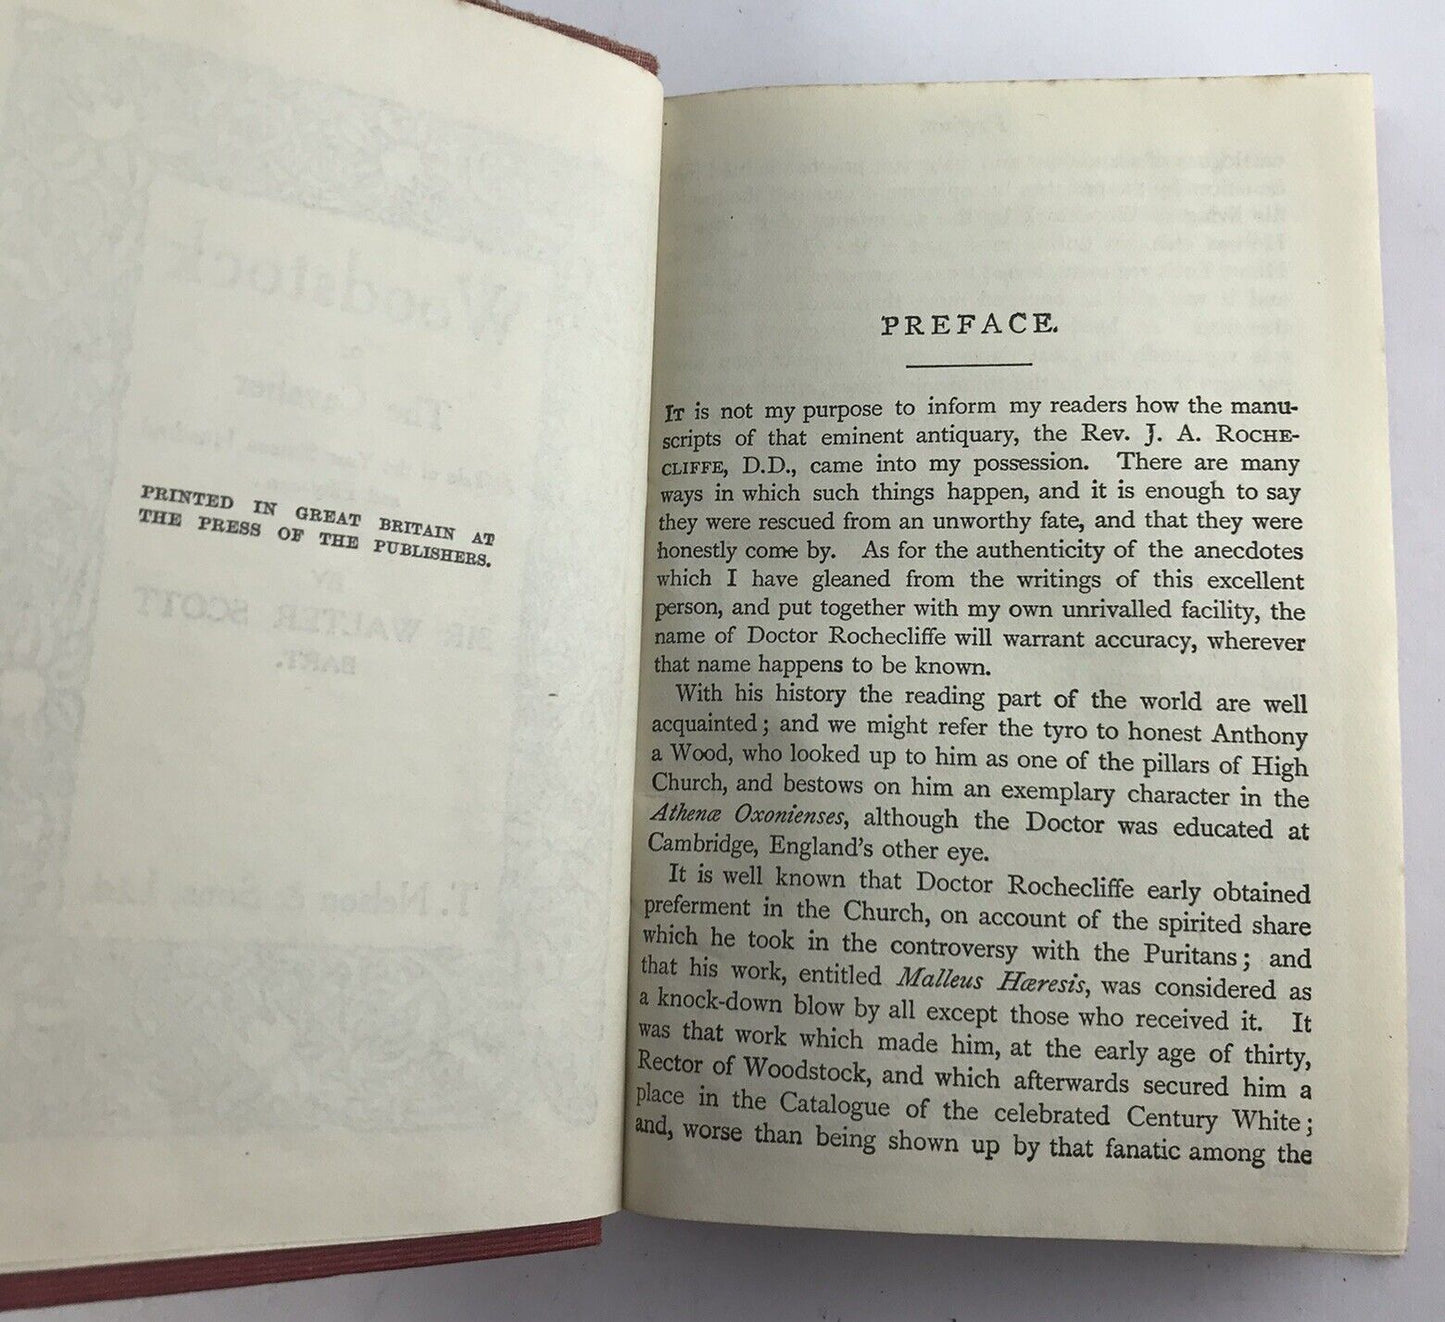 PRINTED IN GREAT BRITAIN AT
THE PRESS OF THE PUBLISHERS.
Woodstock
SIR WALTER SCOTT
BART.
PREFACE.
IT is not my purpose to inform my readers how the manu-
scripts of that eminent antiquary, the Rev. J. A. ROCHE-
CLIFFE, D.D., came into my possession. There are many
ways in which such things happen, and it is enough to say
they were rescued from an unworthy fate, and that they were
honestly come by. As for the authenticity of the anecdotes
which I have gleaned from the writings of this excellent
person, and put together with my own unrivalled facility, the
name of Doctor Rochecliffe will warrant accuracy, wherever
that name happens to be known.
With his history the reading part of the world are well
acquainted; and we might refer the tyro to honest Anthony
a Wood, who looked up to him as one of the pillars of High
Church, and bestows on him an exemplary character in the
Athenæ Oxonienses, although the Doctor was educated at
Cambridge, England's other eye.
It is well known that Doctor Rochecliffe early obtained
preferment in the Church, on account of the spirited share
which he took in the controversy with the Puritans; and
that his work, entitled Malleus Hæresis, was considered as
a knock-down blow by all except those who received it. It
was that work which made him, at the early age of thirty,
Rector of Woodstock, and which afterwards secured him a
place in the Catalogue of the celebrated Century White;
and, worse than being shown up by that fanatic among the